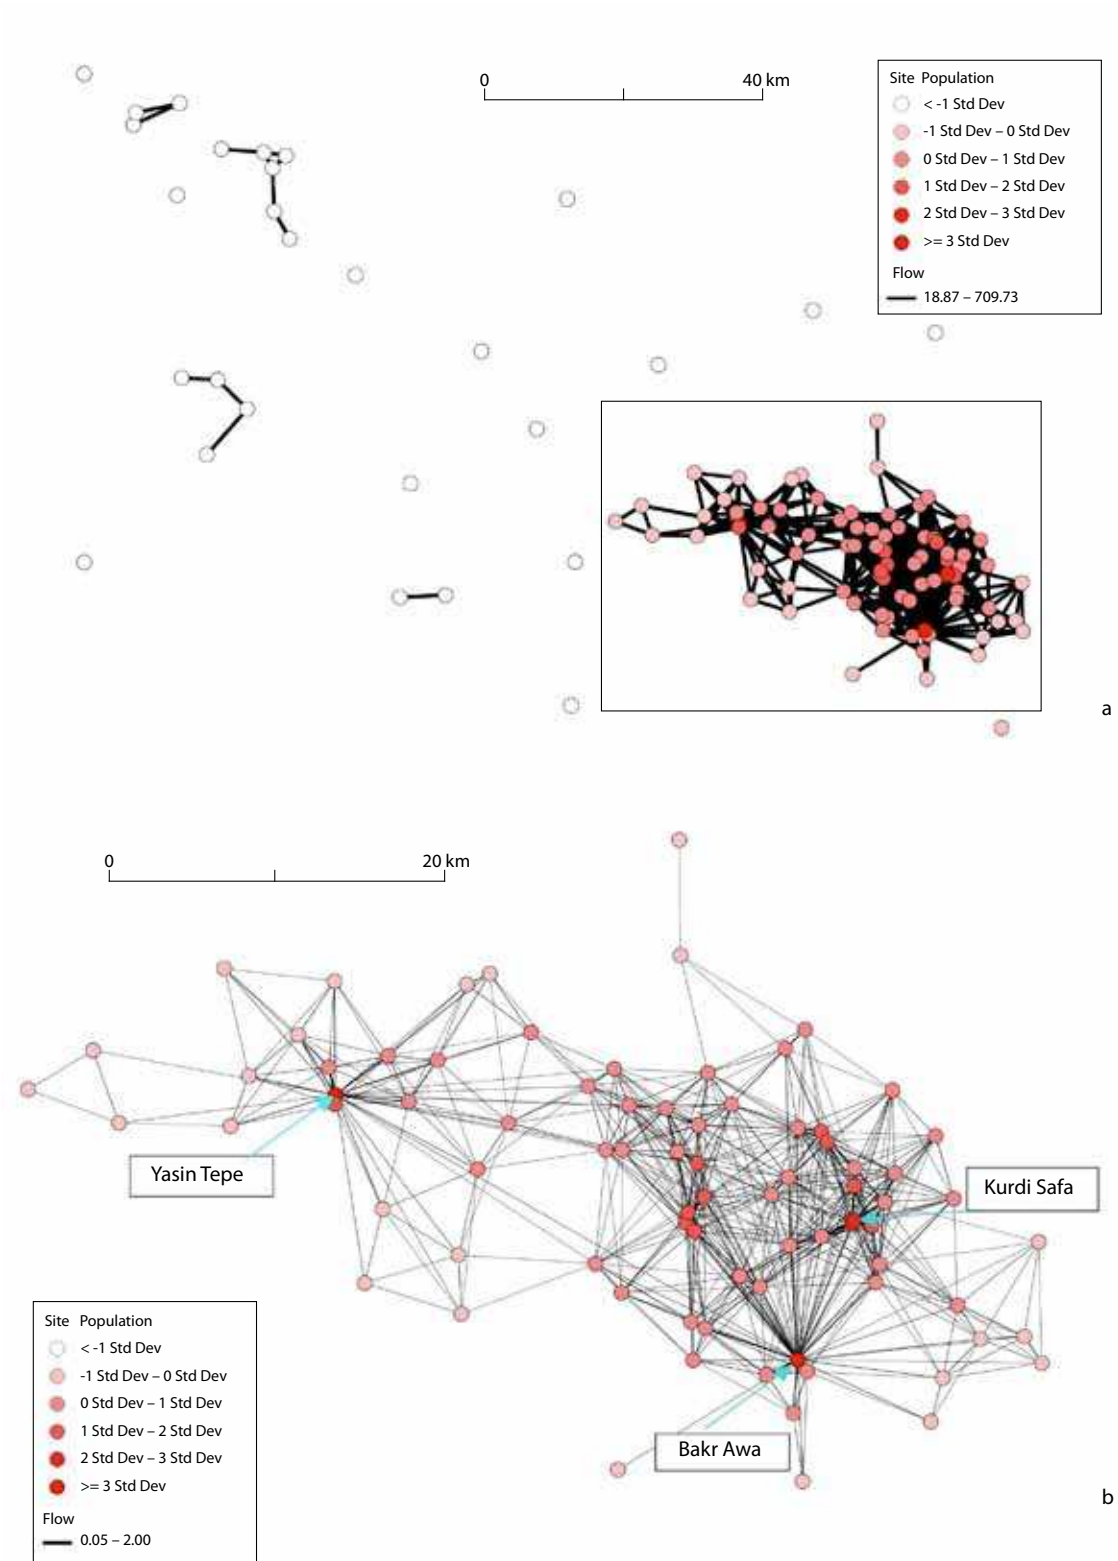 0 40 km
Site Population
< -1 Std Dev
-1 Std Dev – 0 Std Dev
0 Std Dev – 1 Std Dev
1 Std Dev – 2 Std Dev
2 Std Dev – 3 Std Dev
>= 3 Std Dev
Flow
18.87 – 709.73
a
0 20 km
Yasin Tepe
Kurdi Safa
Bakr Awa
Site Population
< -1 Std Dev
-1 Std Dev – 0 Std Dev
0 Std Dev – 1 Std Dev
1 Std Dev – 2 Std Dev
2 Std Dev – 3 Std Dev
>= 3 Std Dev
Flow
0.05 – 2.00
b